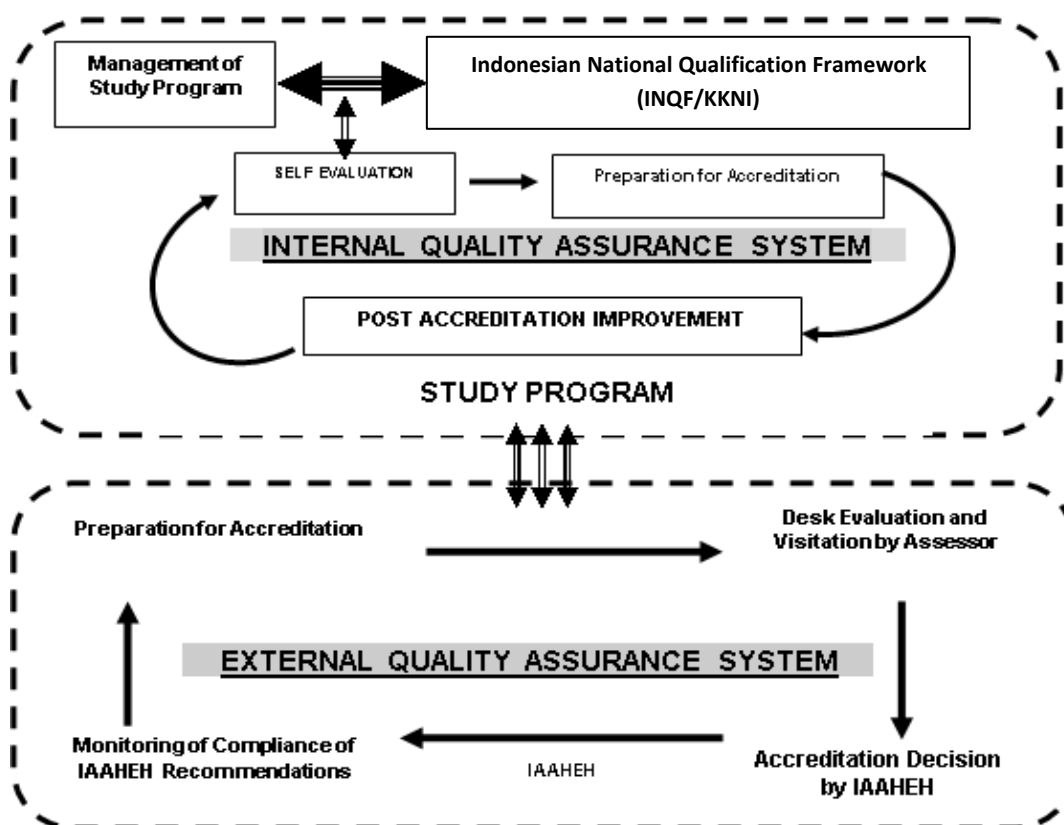 Management of
Study Program
Indonesian National Qualification Framework
(INQF/KKNI)
SELF EVALUATION
Preparation for Accreditation
INTERNAL QUALITY ASSURANCE SYSTEM
POST ACCREDITATION IMPROVEMENT
STUDY PROGRAM
Preparation for Accreditation
Desk Evaluation and
Visitation by Assessor
EXTERNAL QUALITY ASSURANCE SYSTEM
Monitoring of Compliance of
IAAHEH Recommendations
IAAHEH
Accreditation Decision
by IAAHEH